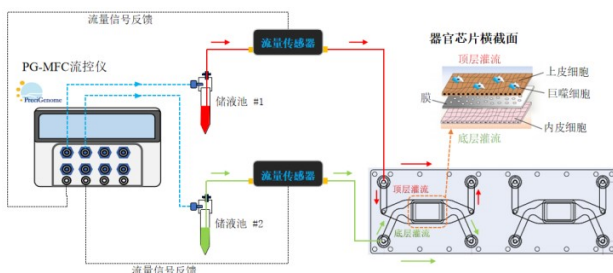 流量信号反馈
PG-MFC流控仪
PreciGenome
流量传感器
储液池 #1
器官芯片横截面
顶层灌流
上皮细胞
巨噬细胞
膜
内皮细胞
底层灌流
流量传感器
储液池 #2
顶层灌流
底层灌流
流量信号反馈